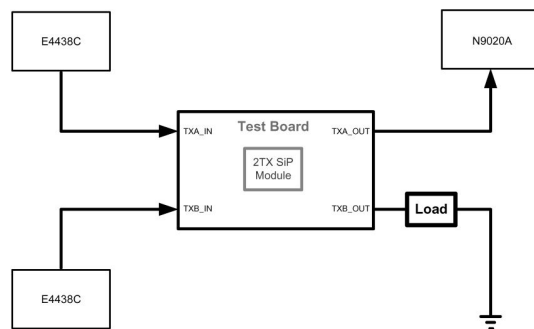 E4438C
N9020A
Test Board
TXA_IN
TXA_OUT
2TX SiP
Module
TXB_IN
TXB_OUT
Load
E4438C